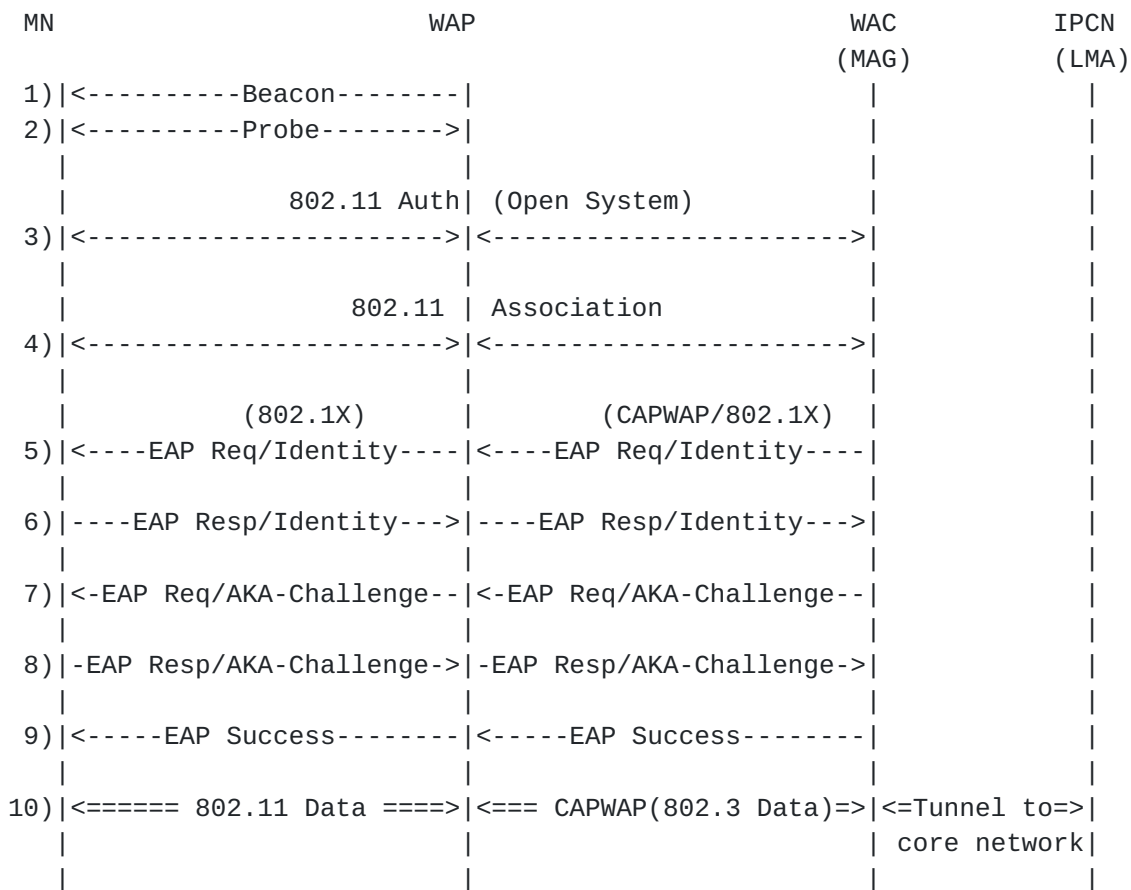 MN                       WAP                       WAC         IPCN
                                                  (MAG)       (LMA)
 1)|<----------Beacon--------|                         |             |
 2)|<----------Probe-------->|                         |             |
   |                         |                         |             |
   |              802.11 Auth| (Open System)           |             |
 3)|<----------------------->|<----------------------->|             |
   |                         |                         |             |
   |                  802.11 | Association             |             |
 4)|<----------------------->|<----------------------->|             |
   |                         |                         |             |
   |           (802.1X)      |        (CAPWAP/802.1X)  |             |
 5)|<----EAP Req/Identity----|<----EAP Req/Identity----|             |
   |                         |                         |             |
 6)|----EAP Resp/Identity--->|----EAP Resp/Identity--->|             |
   |                         |                         |             |
 7)|<-EAP Req/AKA-Challenge--|<-EAP Req/AKA-Challenge--|             |
   |                         |                         |             |
 8)|-EAP Resp/AKA-Challenge->|-EAP Resp/AKA-Challenge->|             |
   |                         |                         |             |
 9)|<-----EAP Success--------|<-----EAP Success--------|             |
   |                         |                         |             |
10)|<====== 802.11 Data ====>|<=== CAPWAP(802.3 Data)=>|<=Tunnel to=>|
   |                         |                         | core network|
   |                         |                         |             |